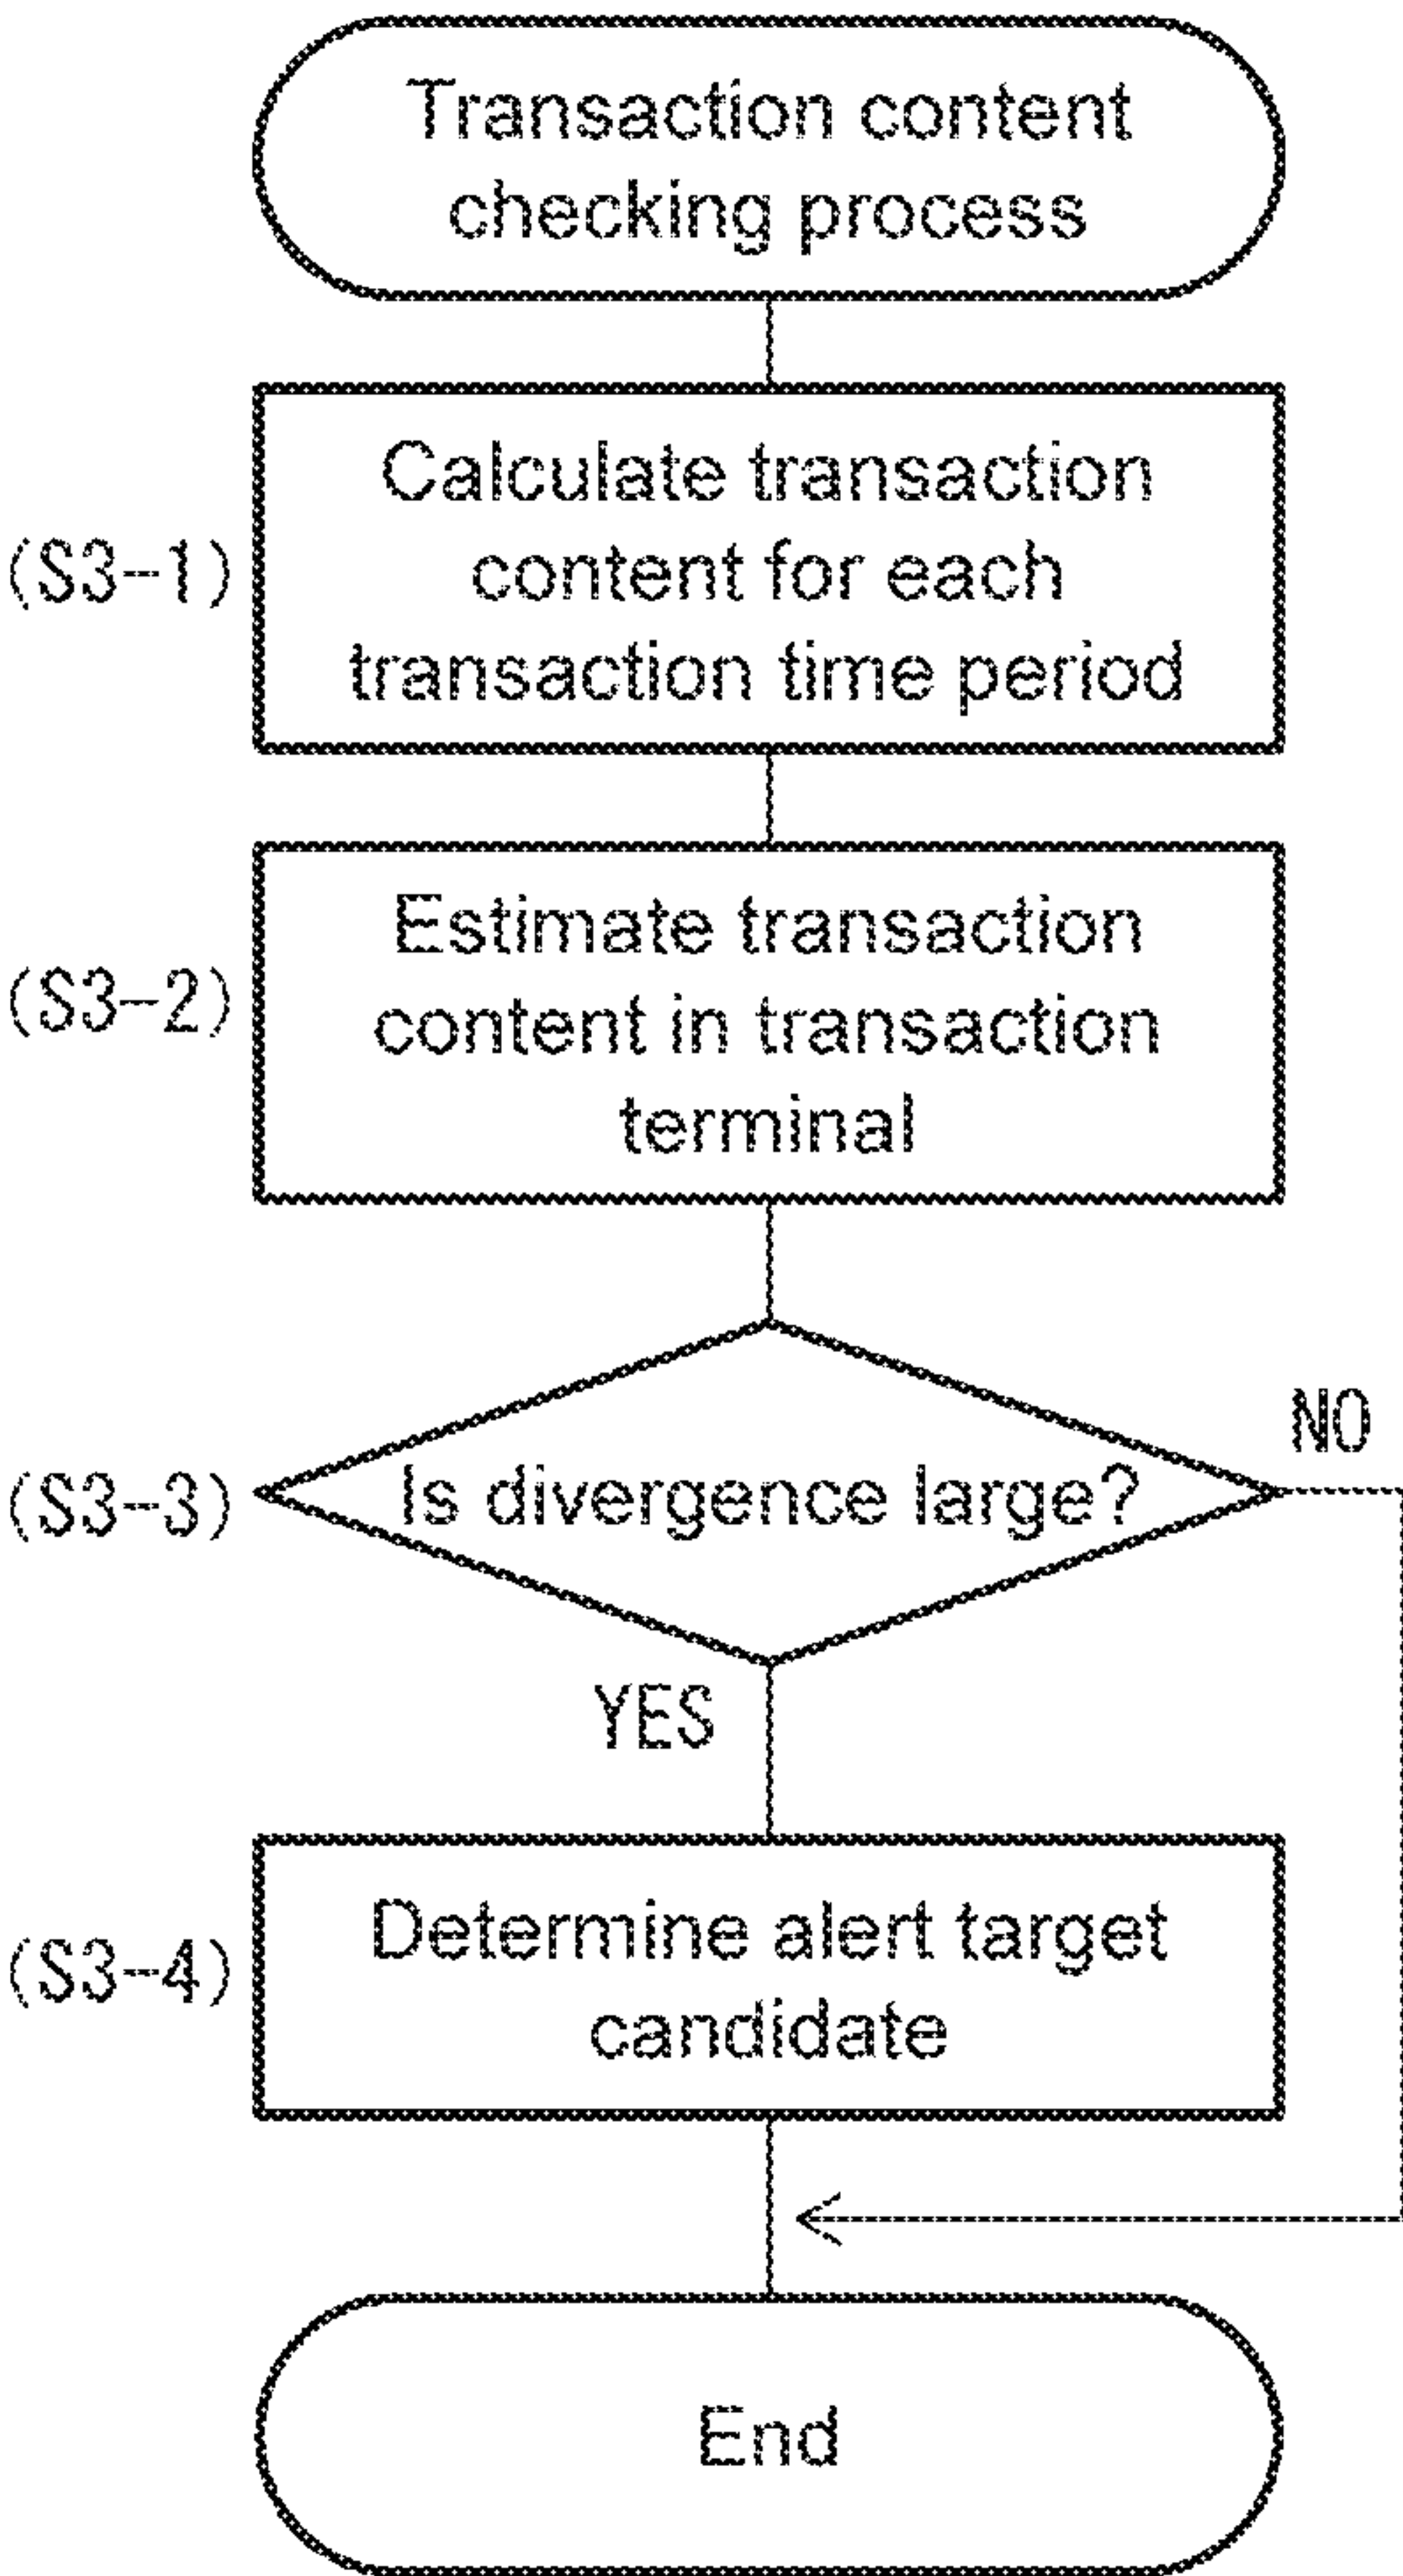 Transaction content
checking process
(S3-1)
Calculate transaction
content for each
transaction time period
(S3-2)
Estimate transaction
content in transaction
terminal
(S3-3)
Is divergence large?
NO
YES
(S3-4)
Determine alert target
candidate
End